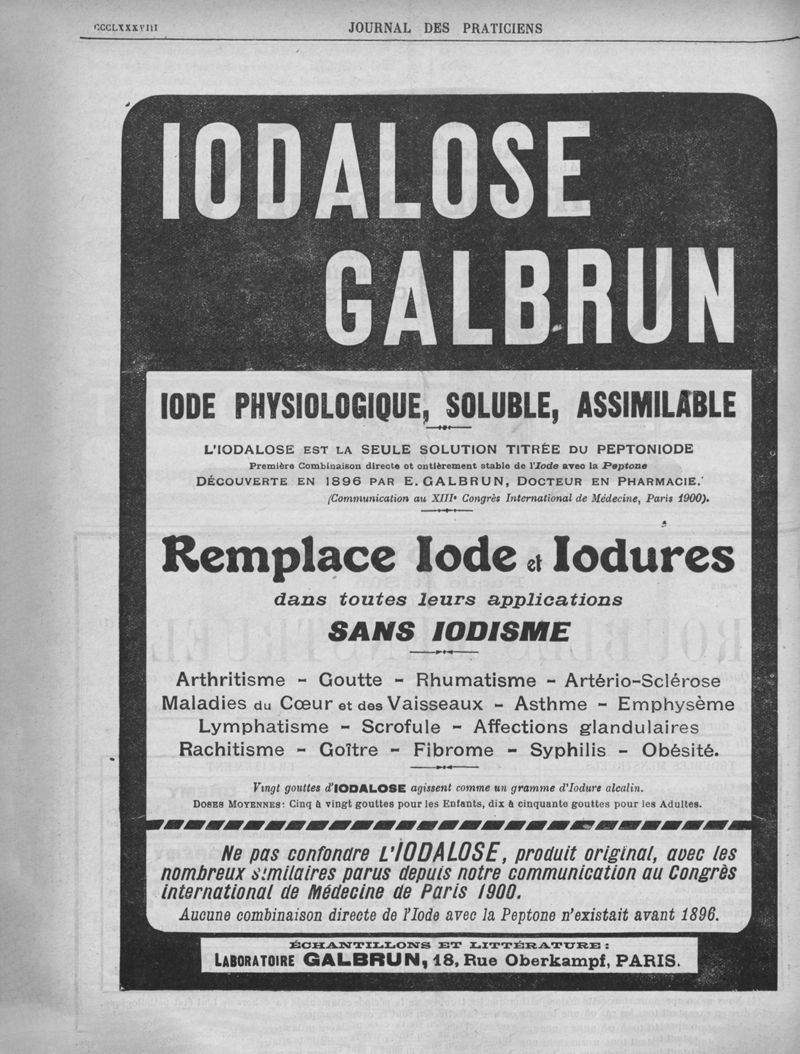 CCCLXXXVIII
JOURNAL DES PRATICIENS
IODALOSE
GALBRUN
IODE PHYSIOLOGIQUE, SOLUBLE, ASSIMILABLE
L'IODALOSE EST LA SEULE SOLUTION TITRÉE DU PEPTONIODE
Première Combinaison directe et entièrement stable de l'Iode avec la Peptone
DÉCOUVERTE EN 1896 PAR E. GALBRUN, DOCTEUR EN PHARMACIE.
(Communication au XIIIe Congrès International de Médecine, Paris 1900).
Remplace Iode et Iodures
dans toutes leurs applications
SANS IODISME
Arthritisme - Goutte - Rhumatisme - Artério-Sclérose
Maladies du Cœur et des Vaisseaux - Asthme - Emphysème
Lymphatisme - Scrofule - Affections glandulaires
Rachitisme - Goître - Fibrome - Syphilis - Obésité.
Vingt gouttes d'IODALOSE agissent comme un gramme d'Iodure alcalin.
DOSES MOYENNES: Cinq à vingt gouttes pour les Enfants, dix à cinquante gouttes pour les Adultes.
Ne pas confondre L'IODALOSE, produit original, avec les
nombreux similaires parus depuis notre communication au Congrès
international de Médecine de Paris 1900.
Aucune combinaison directe de l'Iode avec la Peptone n'existait avant 1896.
ÉCHANTILLONS ET LITTÉRATURE:
LABORATOIRE GALBRUN, 18, Rue Oberkampf, PARIS.